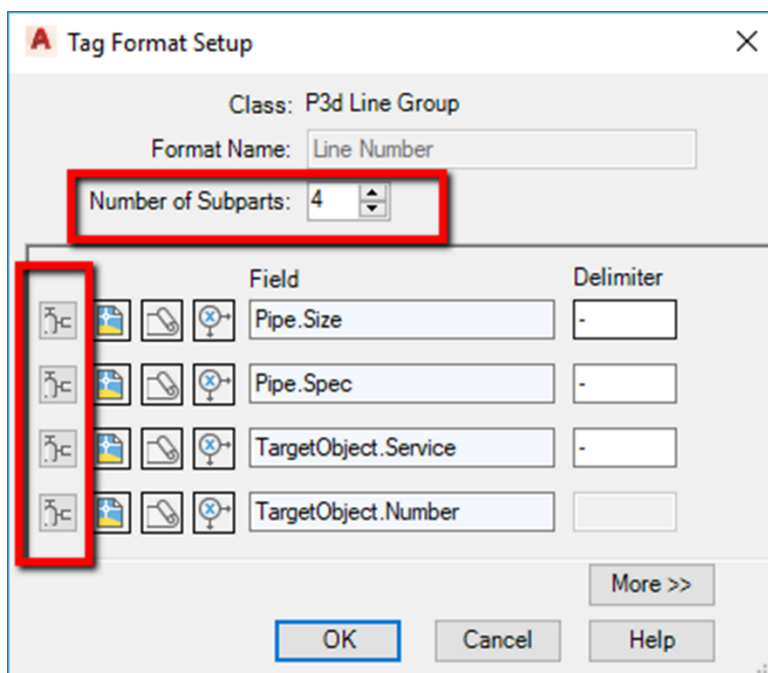 Tag Format Setup
Class: P3d Line Group
Format Name: Line Number
Number of Subparts: 4
Field Delimiter
Pipe.Size -
Pipe.Spec -
TargetObject.Service -
TargetObject.Number
More >>
OK Cancel Help